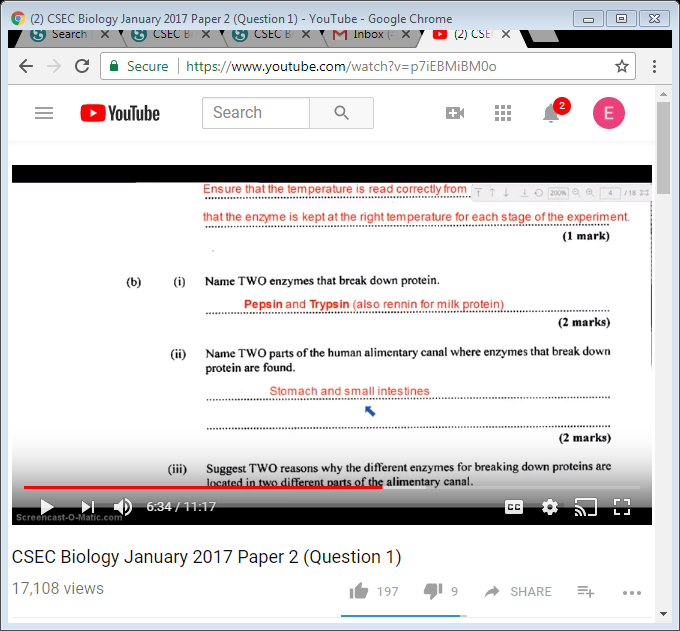 (2) CSEC Biology January 2017 Paper 2 (Question 1) - YouTube - Google Chrome
Search CSEC B CSEC B Inbox (2) CSE
Secure https://www.youtube.com/watch?v=p7iEBMiBM0o
YouTube Search 2 E
Ensure that the temperature is read correctly from 200% 4 / 18
that the enzyme is kept at the right temperature for each stage of the experiment.
(1 mark)
(b) (i) Name TWO enzymes that break down protein.
Pepsin and Trypsin (also rennin for milk protein)
(2 marks)
(ii) Name TWO parts of the human alimentary canal where enzymes that break down
protein are found.
Stomach and small intestines
(2 marks)
(iii) Suggest TWO reasons why the different enzymes for breaking down proteins are
located in two different parts of the alimentary canal.
6:34 / 11:17 CC
Screencast-O-Matic.com
CSEC Biology January 2017 Paper 2 (Question 1)
17,108 views 197 9 SHARE